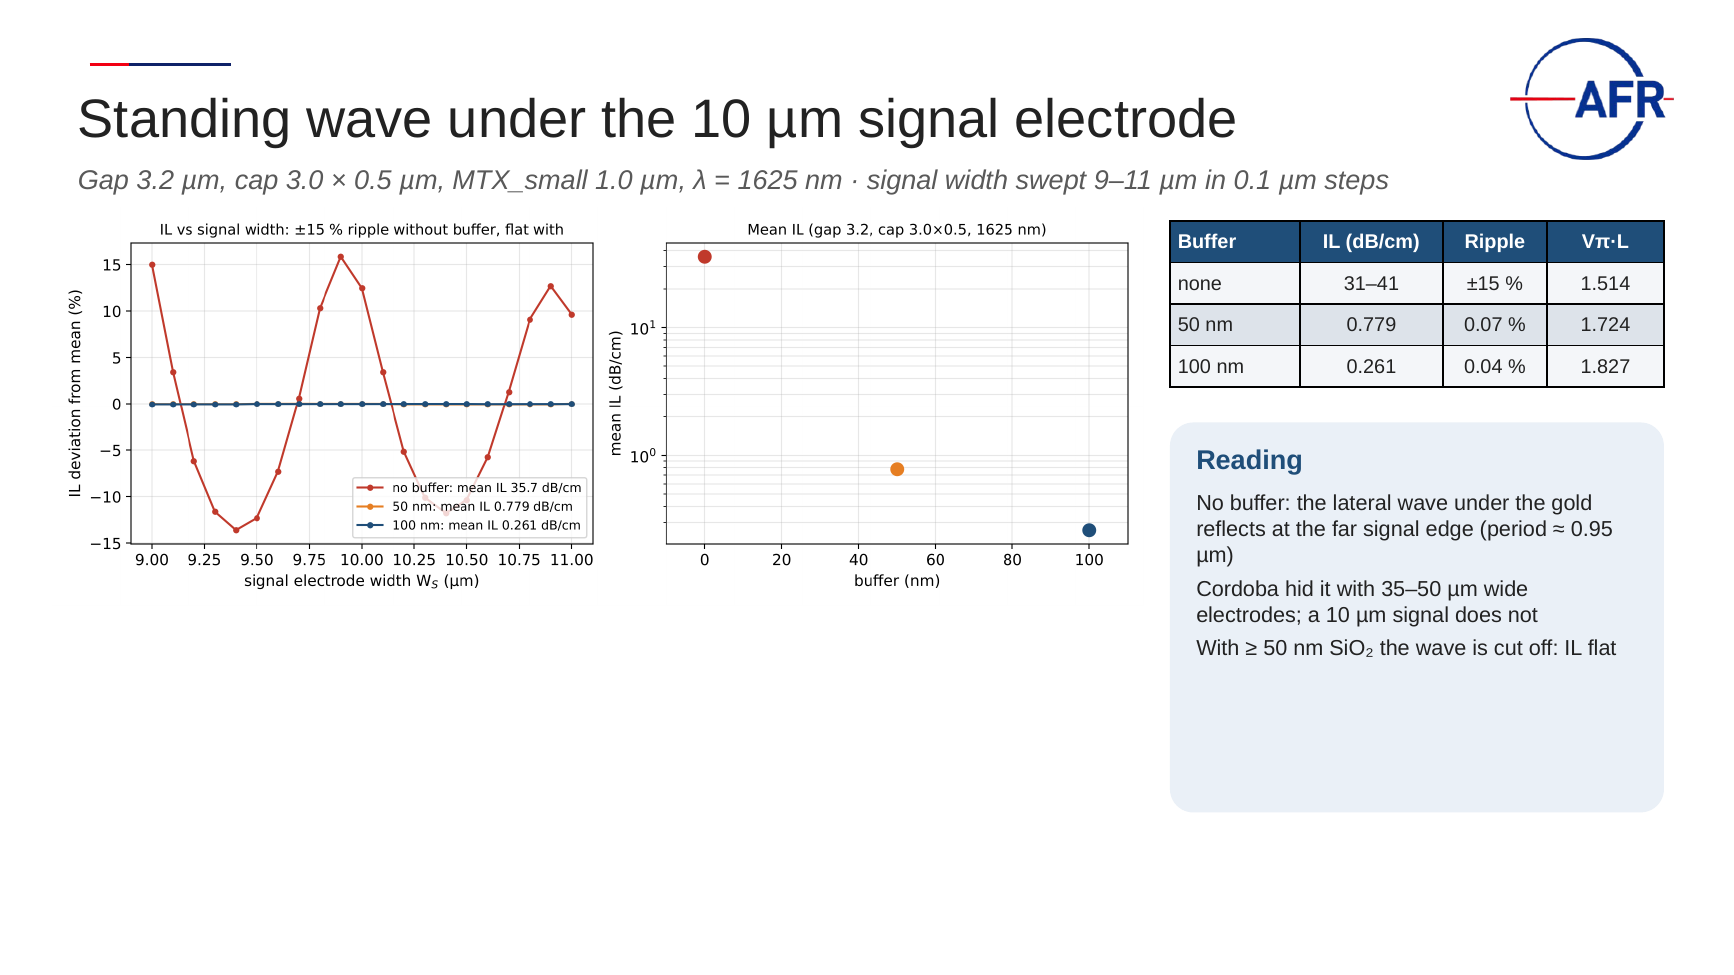 AFR
Standing wave under the 10 µm signal electrode
Gap 3.2 µm, cap 3.0 × 0.5 µm, MTX_small 1.0 µm, λ = 1625 nm · signal width swept 9–11 µm in 0.1 µm steps
IL vs signal width: ±15 % ripple without buffer, flat with
IL deviation from mean (%)
15
10
5
0
−5
−10
−15
no buffer: mean IL 35.7 dB/cm
50 nm: mean IL 0.779 dB/cm
100 nm: mean IL 0.261 dB/cm
9.00 9.25 9.50 9.75 10.00 10.25 10.50 10.75 11.00
signal electrode width W_S (µm)
Mean IL (gap 3.2, cap 3.0×0.5, 1625 nm)
mean IL (dB/cm)
10¹
10⁰
0 20 40 60 80 100
buffer (nm)
Buffer IL (dB/cm) Ripple Vπ·L
none 31–41 ±15 % 1.514
50 nm 0.779 0.07 % 1.724
100 nm 0.261 0.04 % 1.827
Reading
No buffer: the lateral wave under the gold
reflects at the far signal edge (period ≈ 0.95
µm)
Cordoba hid it with 35–50 µm wide
electrodes; a 10 µm signal does not
With ≥ 50 nm SiO₂ the wave is cut off: IL flat